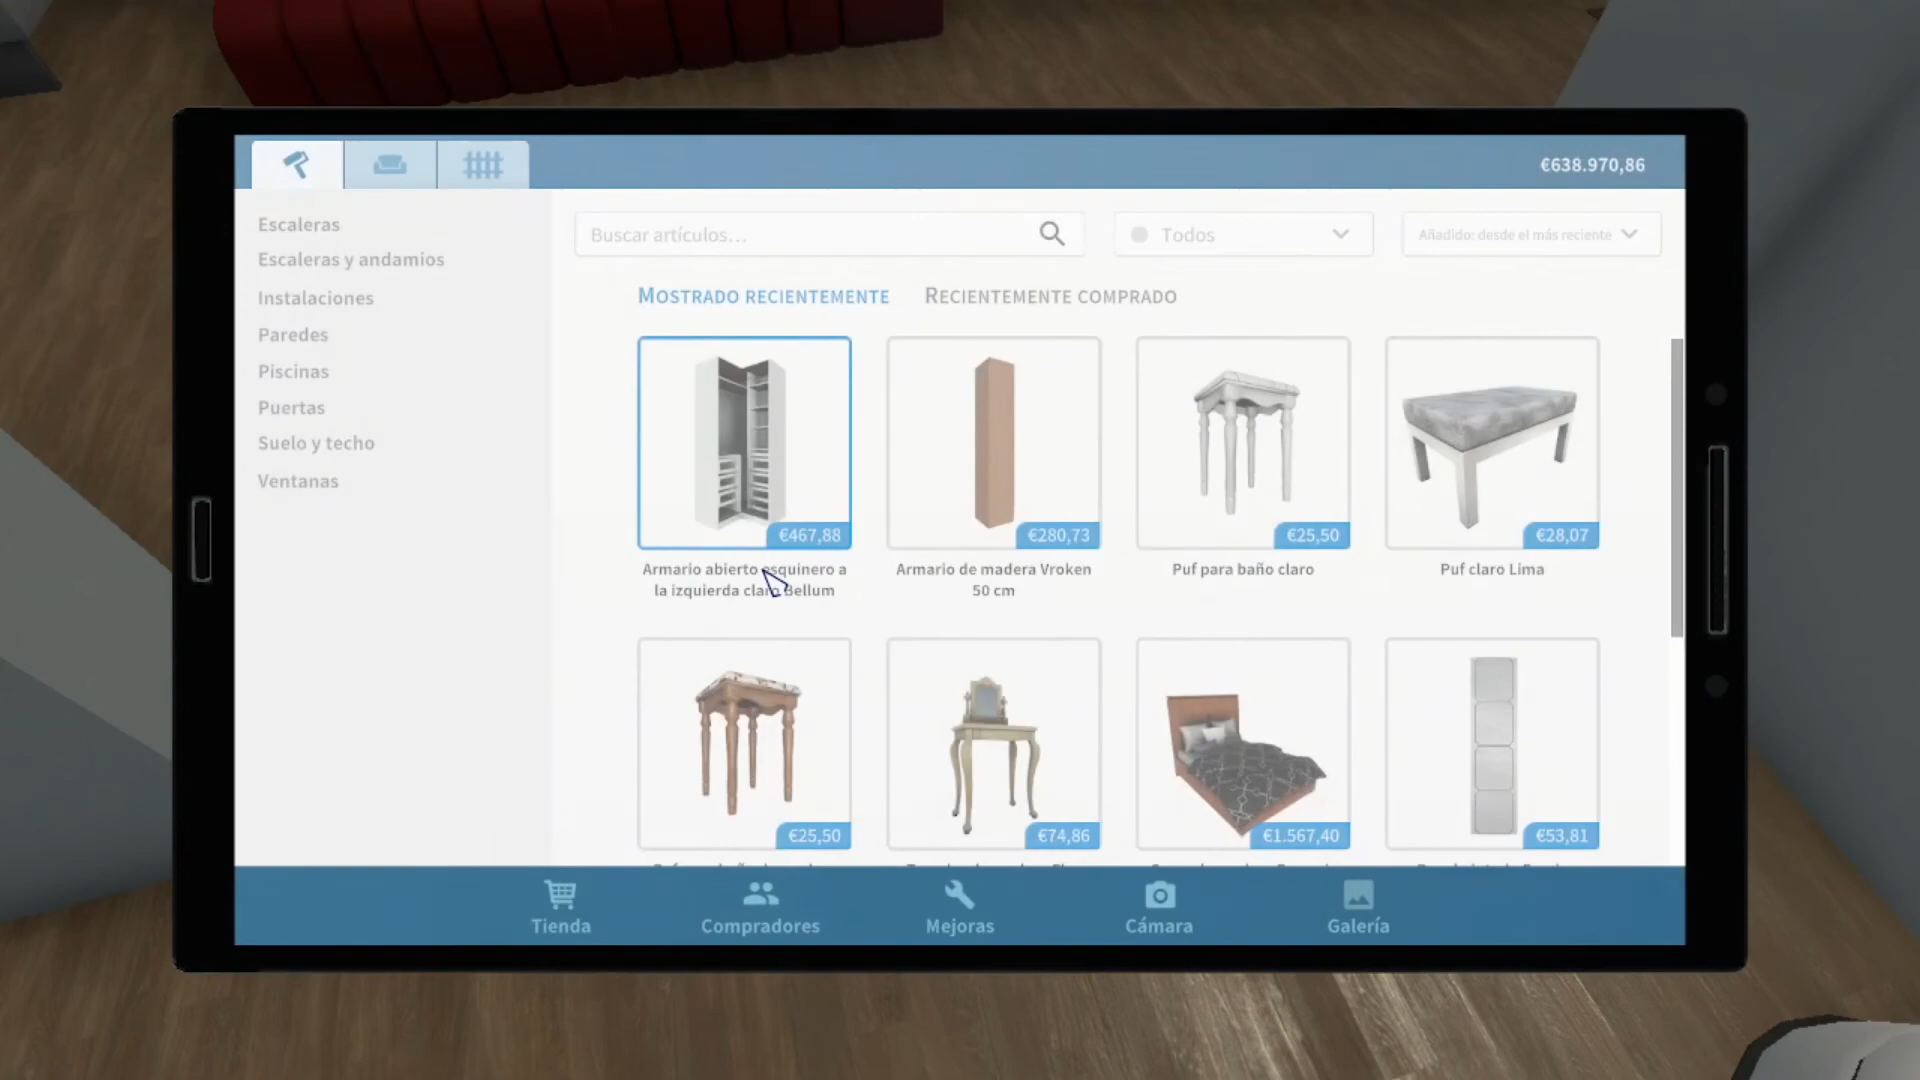 €638.970,86
Escaleras
Escaleras y andamios
Instalaciones
Paredes
Piscinas
Puertas
Suelo y techo
Ventanas
Buscar artículos...
Todos
Añadido: desde el más reciente
MOSTRADO RECIENTEMENTE
RECIENTEMENTE COMPRADO
€467,88
Armario abierto esquinero a
la izquierda claro Bellum
€280,73
Armario de madera Vroken
50 cm
€25,50
Puf para baño claro
€28,07
Puf claro Lima
€25,50
€74,86
€1.567,40
€53,81
Tienda
Compradores
Mejoras
Cámara
Galería